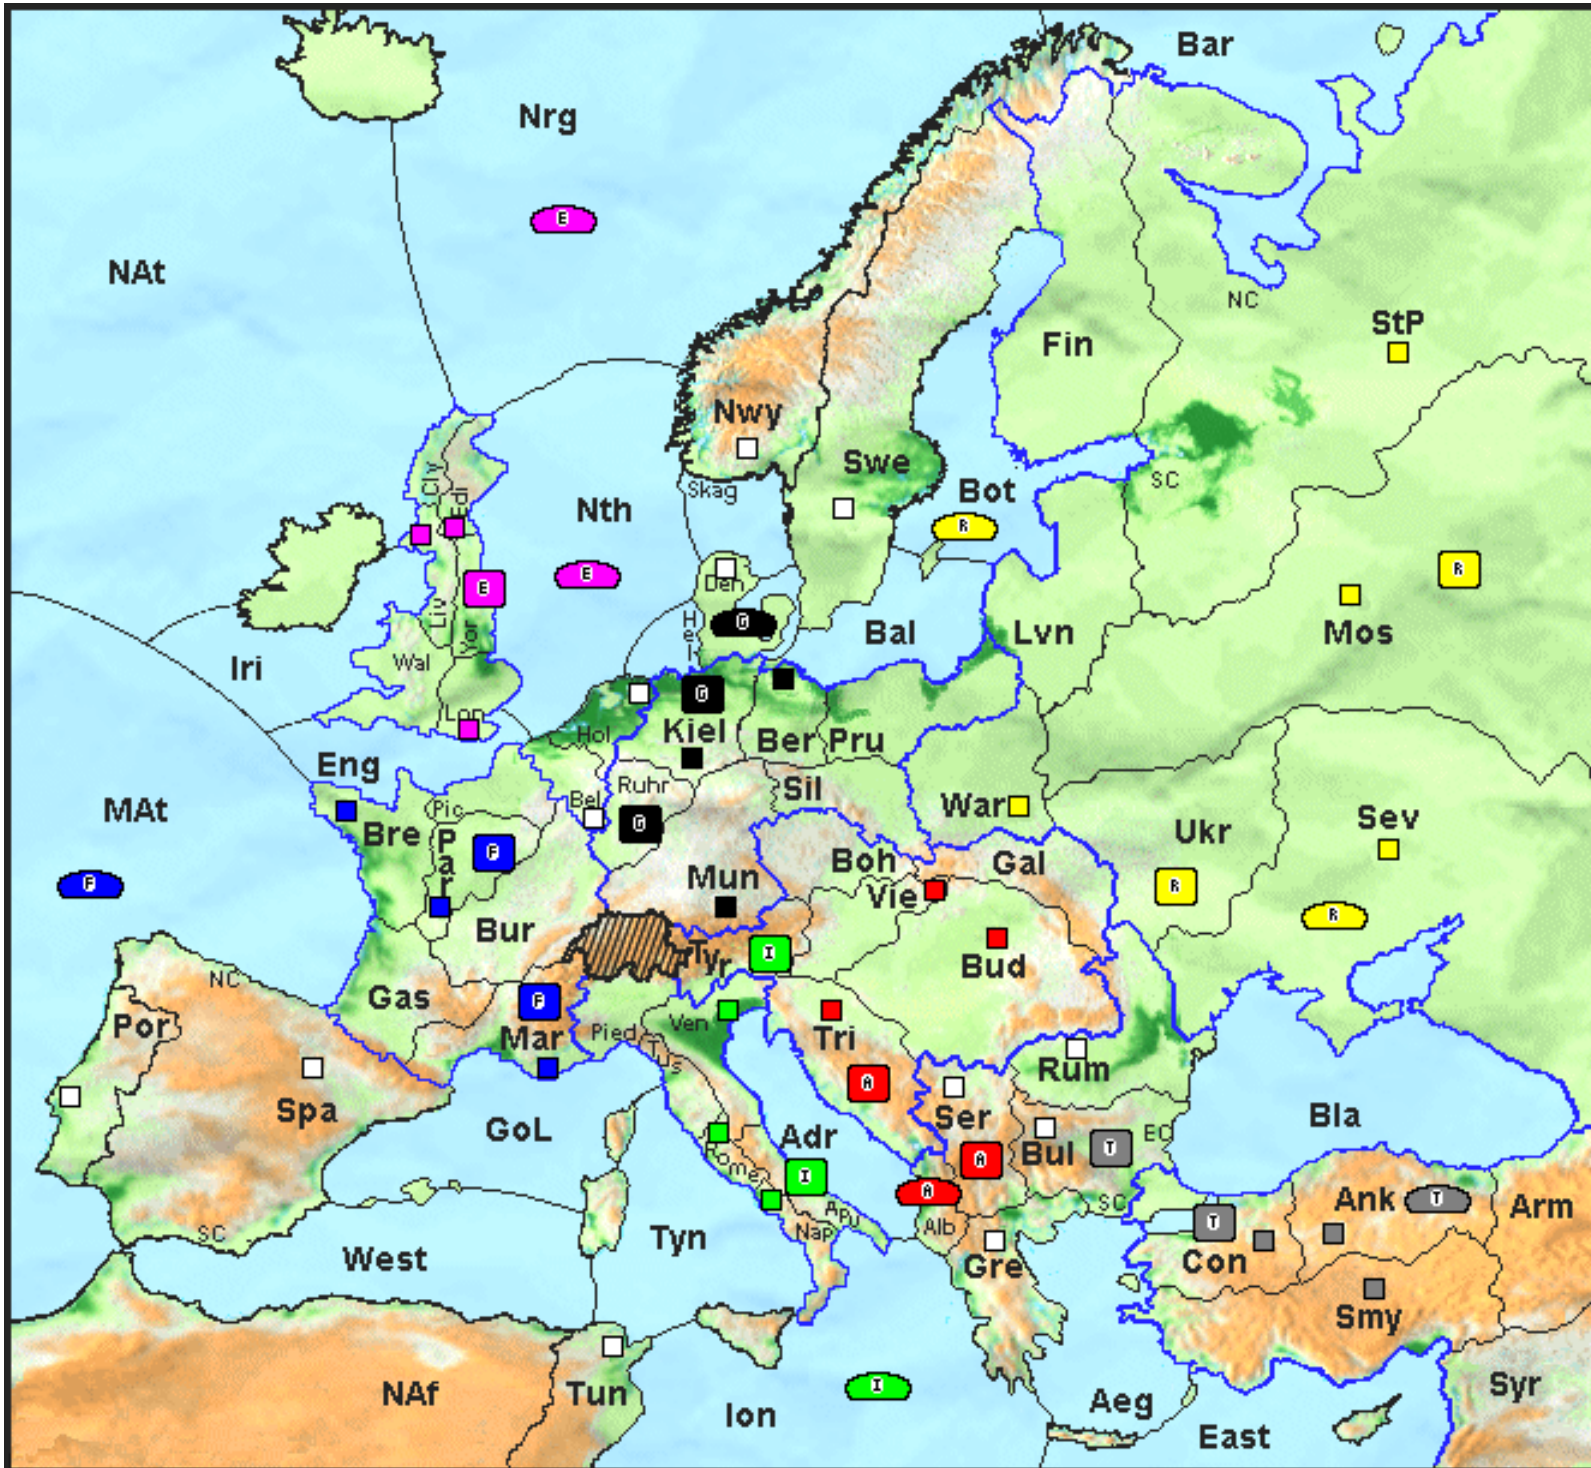 Bar
Nrg
E
NAt
NC
StP
Fin
Nwy
Swe
Cly
Edi
Skag
Bot
SC
Nth
R
E
R
Den
E
Hel
G
Liv
Yor
Bal
Lvn
Mos
Iri
Wal
G
Lon
Hol
Kiel
Ber
Pru
Eng
Ruhr
Sil
MAt
Pic
Bel
War
Bre
Par
F
G
Ukr
Sev
Boh
Gal
F
Mun
Vie
R
R
Bur
Tyr
I
Bud
NC
Gas
F
Por
Mar
Pied
Ven
Tri
Tus
Rum
A
Spa
Ser
GoL
Adr
Bla
Rome
A
Bul
T
EC
I
A
SC
Ank
T
Arm
SC
Tyn
Apu
Nap
Alb
T
West
Gre
Con
Smy
NAf
Tun
I
Ion
Aeg
Syr
East